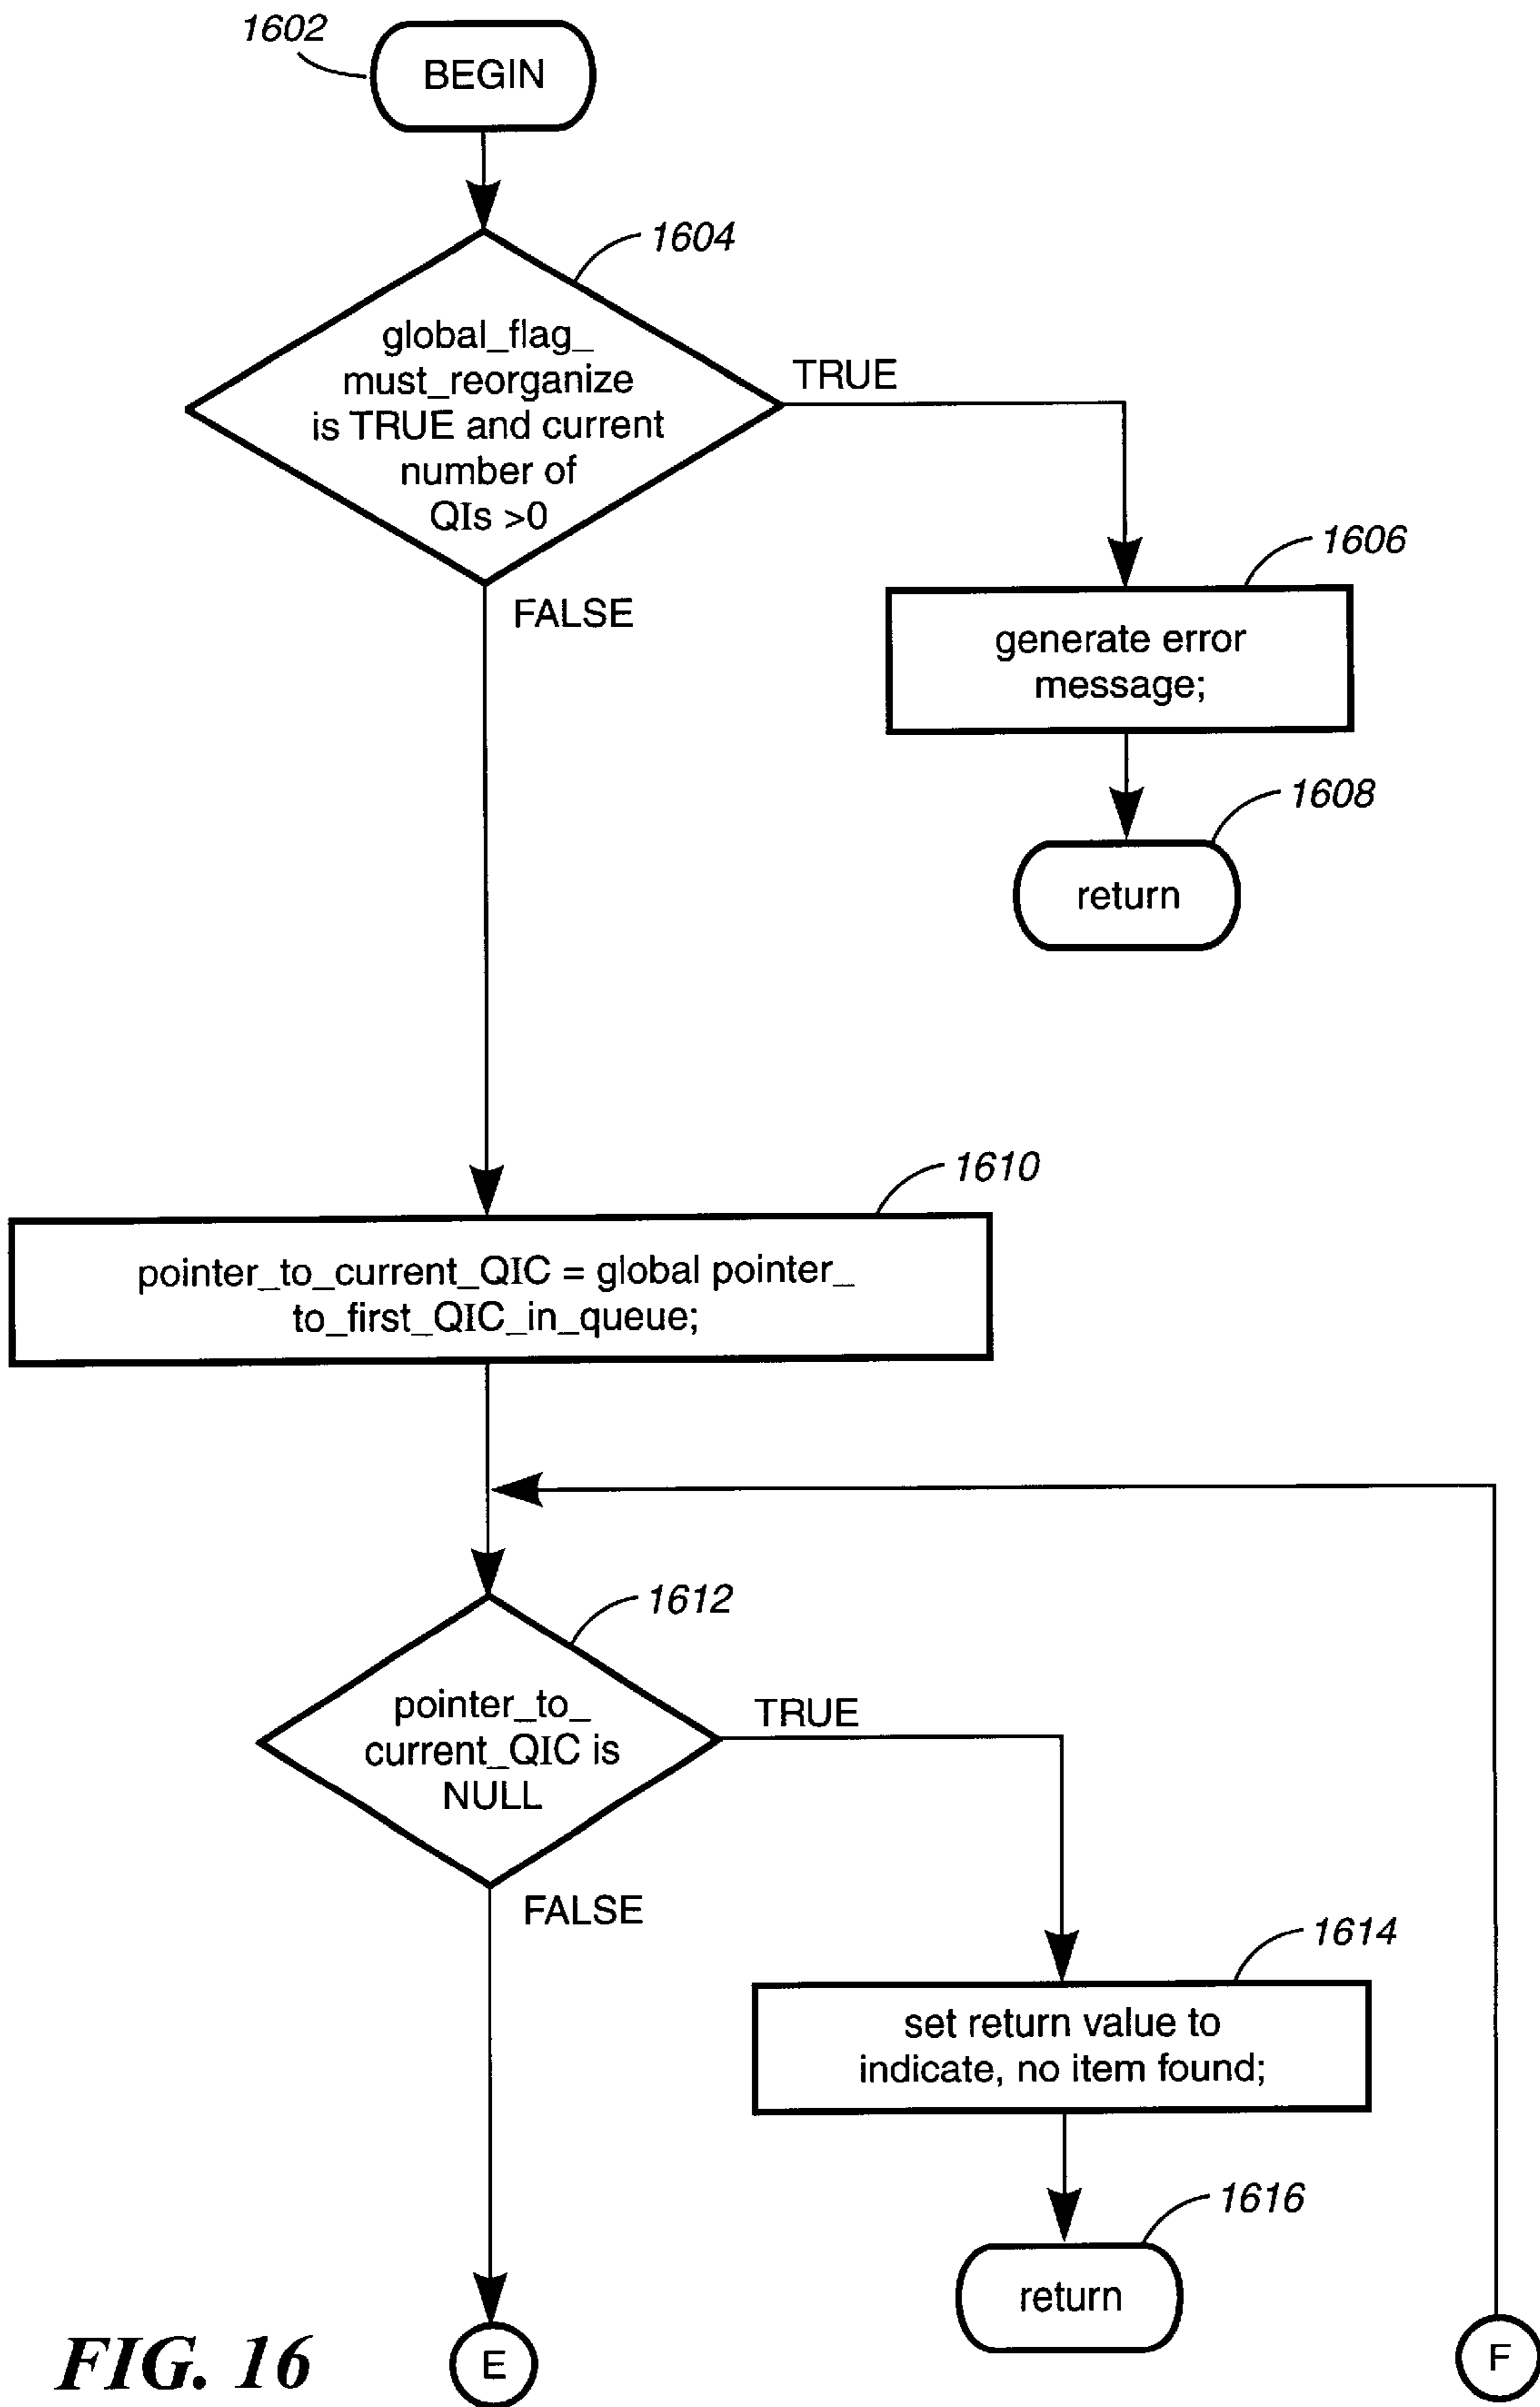 1602
BEGIN
1604
global_flag_
must_reorganize
is TRUE and current
number of
QIs >0
TRUE
FALSE
1606
generate error
message;
1608
return
1610
pointer_to_current_QIC = global pointer_
to_first_QIC_in_queue;
1612
pointer_to_
current_QIC is
NULL
TRUE
FALSE
1614
set return value to
indicate, no item found;
1616
return
FIG. 16
E
F